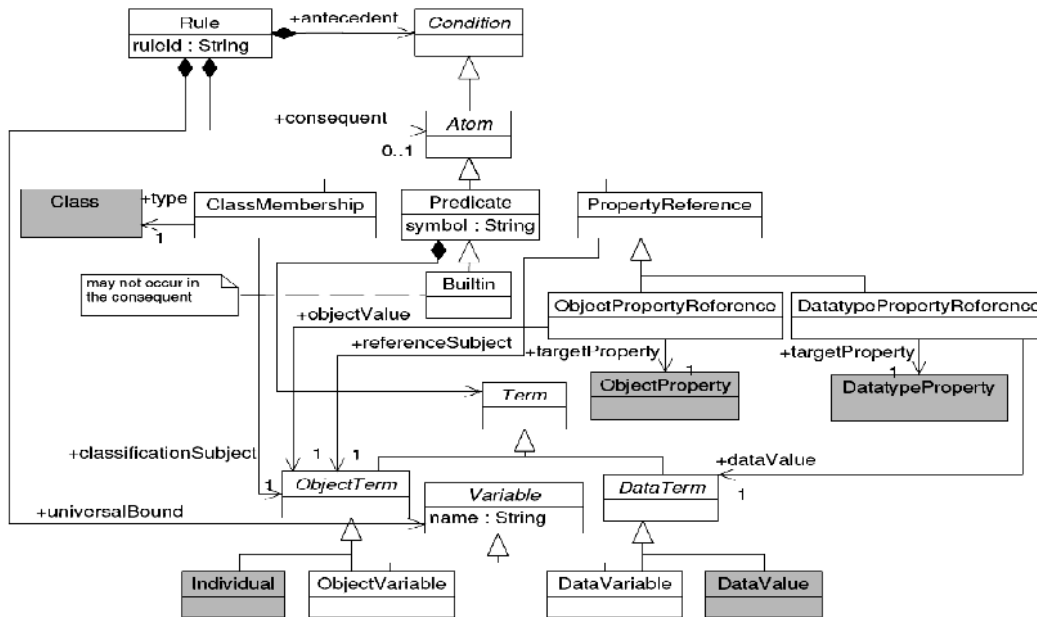 Rule
ruleId : String
+antecedent
Condition
+consequent
0..1
Atom
Class
+type
1
ClassMembership
Predicate
symbol : String
PropertyReference
may not occur in
the consequent
Builtin
ObjectPropertyReference
DatatypePropertyReference
+objectValue
+referenceSubject
+targetProperty
1
+targetProperty
1
ObjectProperty
DatatypeProperty
Term
+classificationSubject
1
1
1
+dataValue
1
ObjectTerm
Variable
name : String
DataTerm
+universalBound
Individual
ObjectVariable
DataVariable
DataValue